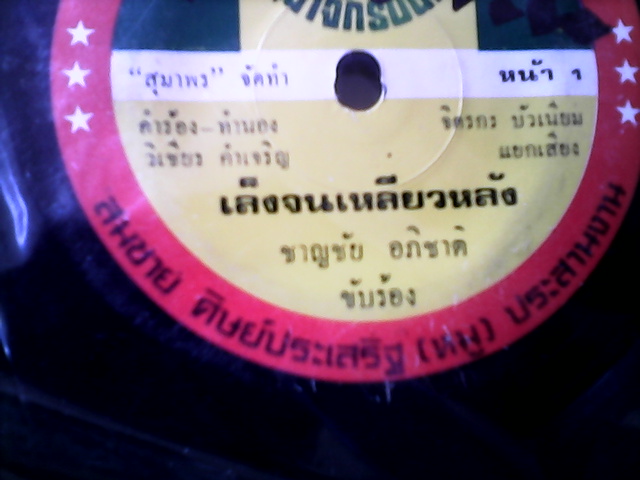 "สุมาพร" จัดทำ หน้า 1
คำร้อง-ทำนอง จิตรกร บัวเนียม
วิเชียร คำเจริญ แยกเสียง
เล็งจนเหลียวหลัง
ชาญชัย อภิชาติ
ขับร้อง
สมชาย ศิษย์ประเสริฐ (หมู) ประสานงาน